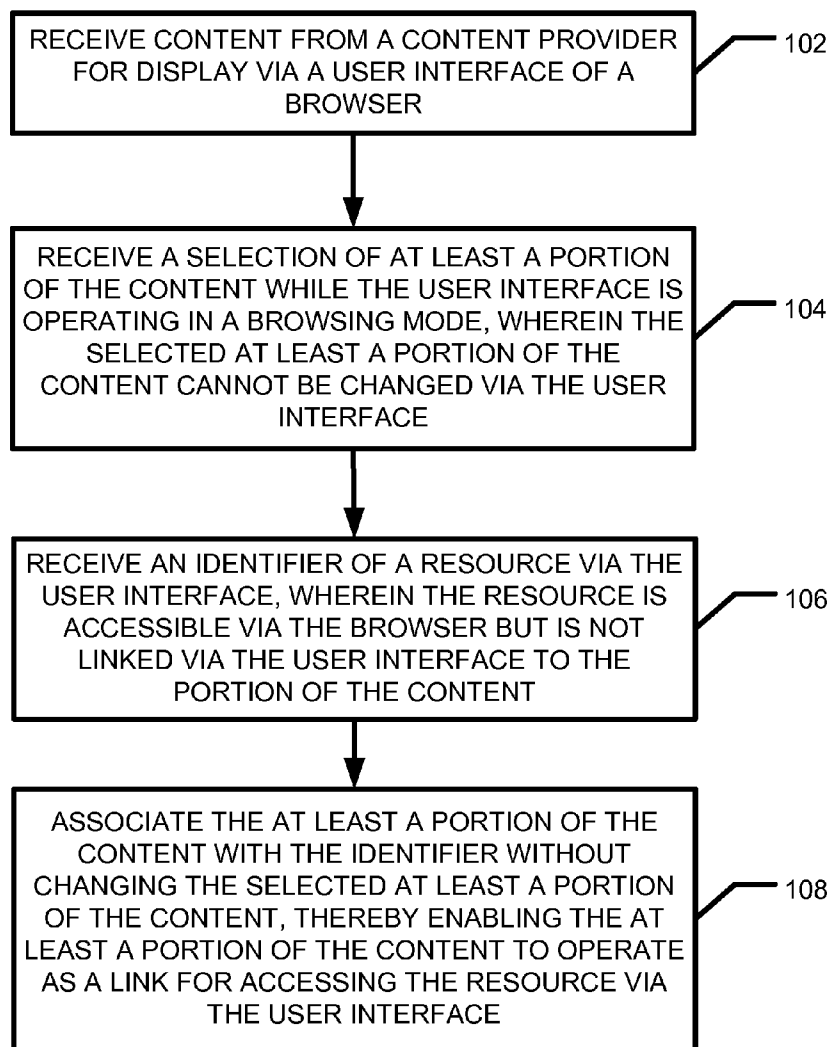 RECEIVE CONTENT FROM A CONTENT PROVIDER
FOR DISPLAY VIA A USER INTERFACE OF A
BROWSER
102
RECEIVE A SELECTION OF AT LEAST A PORTION
OF THE CONTENT WHILE THE USER INTERFACE IS
OPERATING IN A BROWSING MODE, WHEREIN THE
SELECTED AT LEAST A PORTION OF THE
CONTENT CANNOT BE CHANGED VIA THE USER
INTERFACE
104
RECEIVE AN IDENTIFIER OF A RESOURCE VIA THE
USER INTERFACE, WHEREIN THE RESOURCE IS
ACCESSIBLE VIA THE BROWSER BUT IS NOT
LINKED VIA THE USER INTERFACE TO THE
PORTION OF THE CONTENT
106
ASSOCIATE THE AT LEAST A PORTION OF THE
CONTENT WITH THE IDENTIFIER WITHOUT
CHANGING THE SELECTED AT LEAST A PORTION
OF THE CONTENT, THEREBY ENABLING THE AT
LEAST A PORTION OF THE CONTENT TO OPERATE
AS A LINK FOR ACCESSING THE RESOURCE VIA
THE USER INTERFACE
108